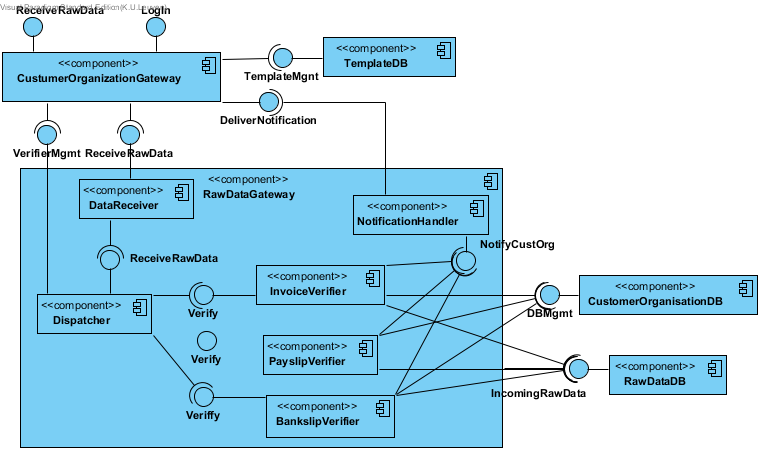 Visual Paradigm Standard Edition(K.U.Leuven)
ReceiveRawData
LogIn
<<component>>
CustumerOrganizationGateway
TemplateMgnt
<<component>>
TemplateDB
DeliverNotification
VerifierMgmt
ReceiveRawData
<<component>>
RawDataGateway
<<component>>
DataReceiver
<<component>>
NotificationHandler
ReceiveRawData
NotifyCustOrg
<<component>>
InvoiceVerifier
<<component>>
Dispatcher
Verify
DBMgmt
<<component>>
CustomerOrganisationDB
Verify
<<component>>
PayslipVerifier
IncomingRawData
<<component>>
RawDataDB
Veriffy
<<component>>
BankslipVerifier